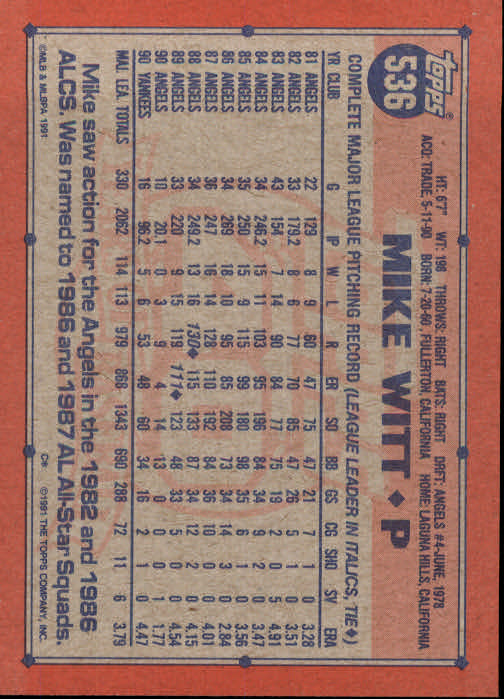 topps®
536
HT: 6'7" WT: 198 THROWS: RIGHT BATS: RIGHT DRAFT: ANGELS #4-JUNE, 1978
ACQ: TRADE 5-11-90 BORN: 7-20-60, FULLERTON, CALIFORNIA HOME: LAGUNA HILLS, CALIFORNIA
MIKE WITT ♦ P
COMPLETE MAJOR LEAGUE PITCHING RECORD (LEAGUE LEADER IN ITALICS, TIE♦)
YR CLUB G IP W L R ER SO BB GS CG SHO SV ERA
81 ANGELS 22 129 8 9 60 47 75 47 21 7 1 0 3.28
82 ANGELS 33 179.2 8 6 77 70 85 47 26 5 1 0 3.51
83 ANGELS 43 154 7 14 90 84 77 75 19 2 0 5 4.91
84 ANGELS 34 246.2 15 11 103 95 196 84 34 9 2 0 3.47
85 ANGELS 35 250 15 9 115 99 180 98 35 6 1 0 3.56
86 ANGELS 34 269 18 10 95 85 208 73 34 14 3 0 2.84
87 ANGELS 36 247 16 14 128 110 192 84 36 10 0 0 4.01
88 ANGELS 34 249.2 13 16 130♦ 115 133 87 34 12 2 0 4.15
89 ANGELS 33 220 9 15 119 111♦ 123 48 33 5 0 0 4.54
90 ANGELS 10 20.1 0 3 9 4 14 13 0 0 0 1 1.77
90 YANKEES 16 96.2 5 6 53 48 60 34 16 2 1 0 4.47
MAJ. LEA. TOTALS 330 2062 114 113 979 868 1343 690 288 72 11 6 3.79
Mike saw action for the Angels in the 1982 and 1986
ALCS. Was named to 1986 and 1987 AL All-Star Squads.
©MLB & MLBPA 1991
C* ©1991 THE TOPPS COMPANY, INC.